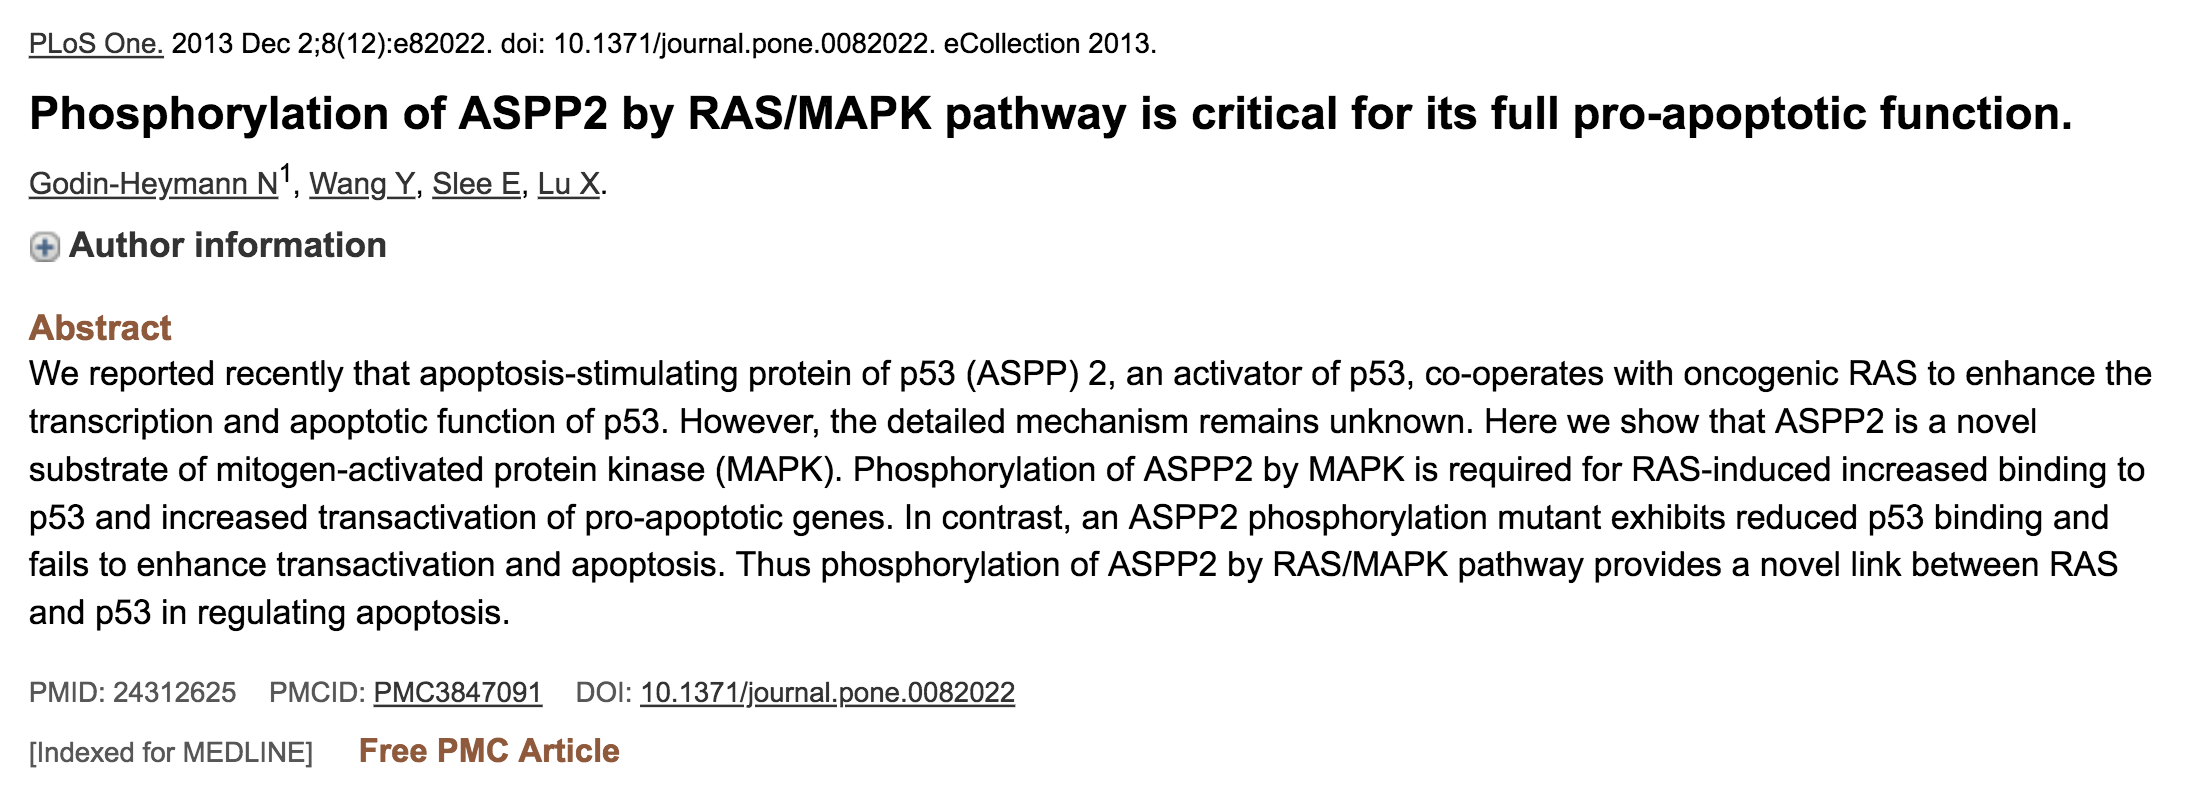 PLoS One. 2013 Dec 2;8(12):e82022. doi: 10.1371/journal.pone.0082022. eCollection 2013.
Phosphorylation of ASPP2 by RAS/MAPK pathway is critical for its full pro-apoptotic function.
Godin-Heymann N1, Wang Y, Slee E, Lu X.
Author information
Abstract
We reported recently that apoptosis-stimulating protein of p53 (ASPP) 2, an activator of p53, co-operates with oncogenic RAS to enhance the
transcription and apoptotic function of p53. However, the detailed mechanism remains unknown. Here we show that ASPP2 is a novel
substrate of mitogen-activated protein kinase (MAPK). Phosphorylation of ASPP2 by MAPK is required for RAS-induced increased binding to
p53 and increased transactivation of pro-apoptotic genes. In contrast, an ASPP2 phosphorylation mutant exhibits reduced p53 binding and
fails to enhance transactivation and apoptosis. Thus phosphorylation of ASPP2 by RAS/MAPK pathway provides a novel link between RAS
and p53 in regulating apoptosis.
PMID: 24312625 PMCID: PMC3847091 DOI: 10.1371/journal.pone.0082022
[Indexed for MEDLINE] Free PMC Article